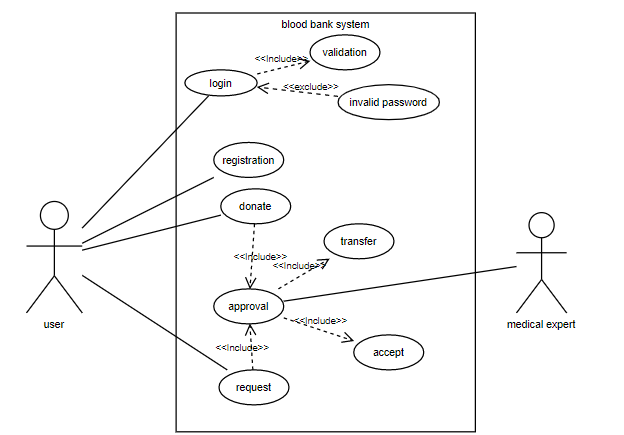 blood bank system
<<Include>>
validation
login
<<exclude>>
invalid password
registration
donate
<<Include>>
transfer
<<Include>>
approval
<<Include>>
user
medical expert
<<Include>>
accept
request